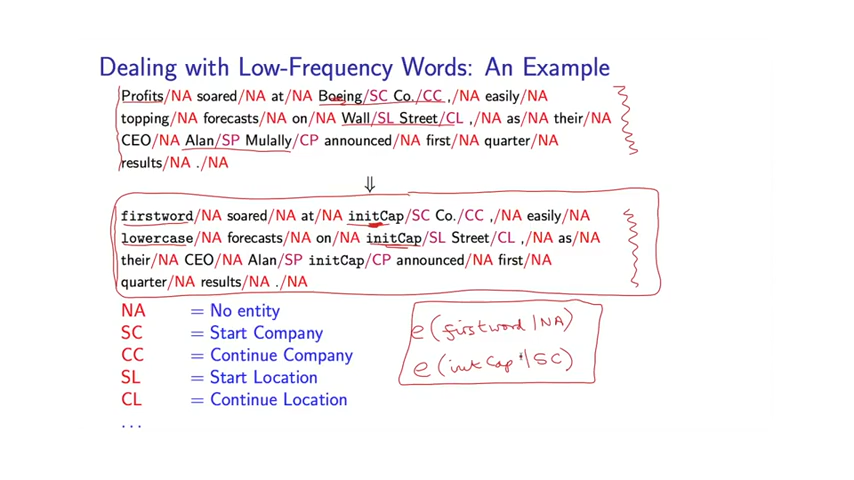 Dealing with Low-Frequency Words: An Example
Profits/NA soared/NA at/NA Boeing/SC Co./CC ,/NA easily/NA
topping/NA forecasts/NA on/NA Wall/SL Street/CL ,/NA as/NA their/NA
CEO/NA Alan/SP Mulally/CP announced/NA first/NA quarter/NA
results/NA ./NA
⇓
firstword/NA soared/NA at/NA initCap/SC Co./CC ,/NA easily/NA
lowercase/NA forecasts/NA on/NA initCap/SL Street/CL ,/NA as/NA
their/NA CEO/NA Alan/SP initCap/CP announced/NA first/NA
quarter/NA results/NA ./NA
NA = No entity
SC = Start Company
CC = Continue Company
SL = Start Location
CL = Continue Location
...
e(firstword|NA)
e(initCap|SC)